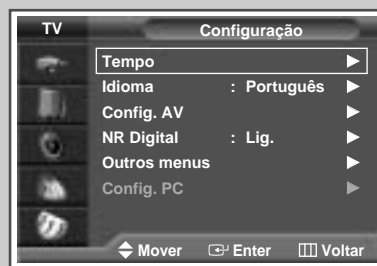 TV Configuração
Tempo
Idioma : Português
Config. AV
NR Digital : Lig.
Outros menus
Config. PC
Mover Enter Voltar